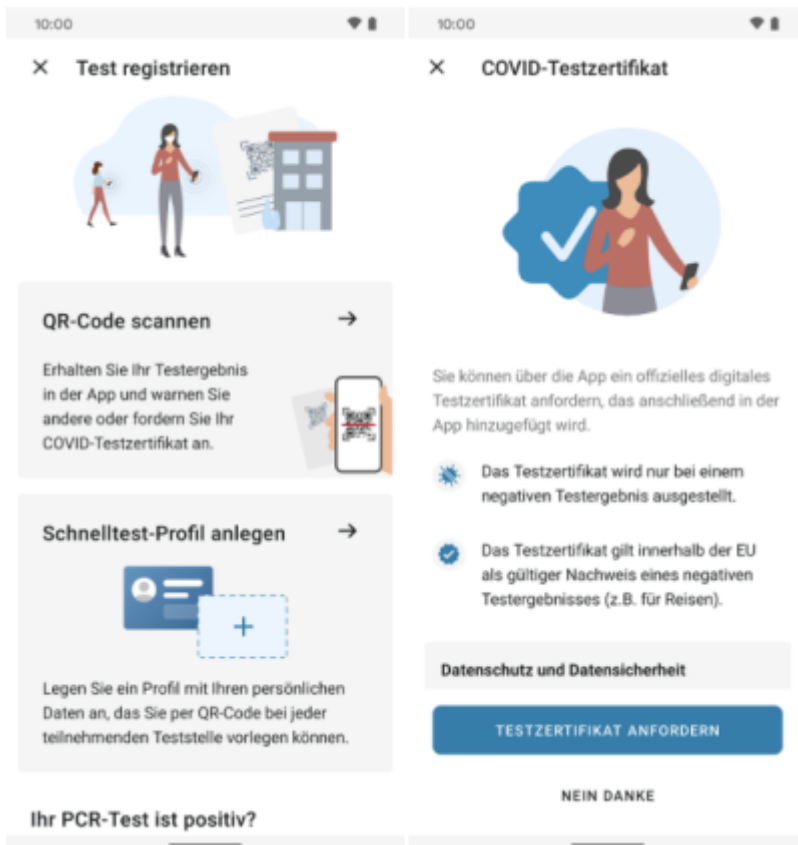 10:00
Test registrieren
QR-Code scannen
Erhalten Sie Ihr Testergebnis
in der App und warnen Sie
andere oder fordern Sie Ihr
COVID-Testzertifikat an.
Schnelltest-Profil anlegen
Legen Sie ein Profil mit Ihren persönlichen
Daten an, das Sie per QR-Code bei jeder
teilnehmenden Teststelle vorlegen können.
Ihr PCR-Test ist positiv?
10:00
COVID-Testzertifikat
Sie können über die App ein offizielles digitales
Testzertifikat anfordern, das anschließend in der
App hinzugefügt wird.
Das Testzertifikat wird nur bei einem
negativen Testergebnis ausgestellt.
Das Testzertifikat gilt innerhalb der EU
als gültiger Nachweis eines negativen
Testergebnisses (z.B. für Reisen).
Datenschutz und Datensicherheit
TESTZERTIFIKAT ANFORDERN
NEIN DANKE